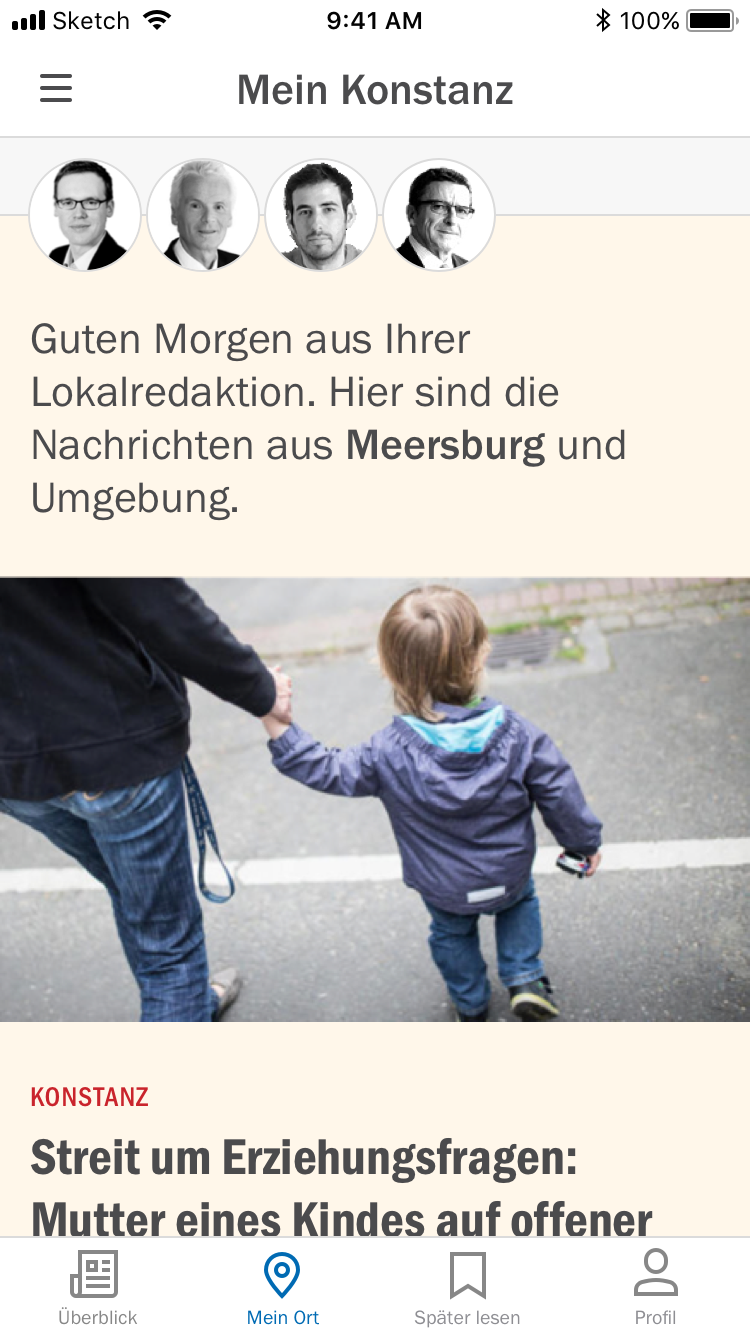 Sketch 9:41 AM 100%
Mein Konstanz
Guten Morgen aus Ihrer
Lokalredaktion. Hier sind die
Nachrichten aus Meersburg und
Umgebung.
KONSTANZ
Streit um Erziehungsfragen:
Mutter eines Kindes auf offener
Überblick Mein Ort Später lesen Profil